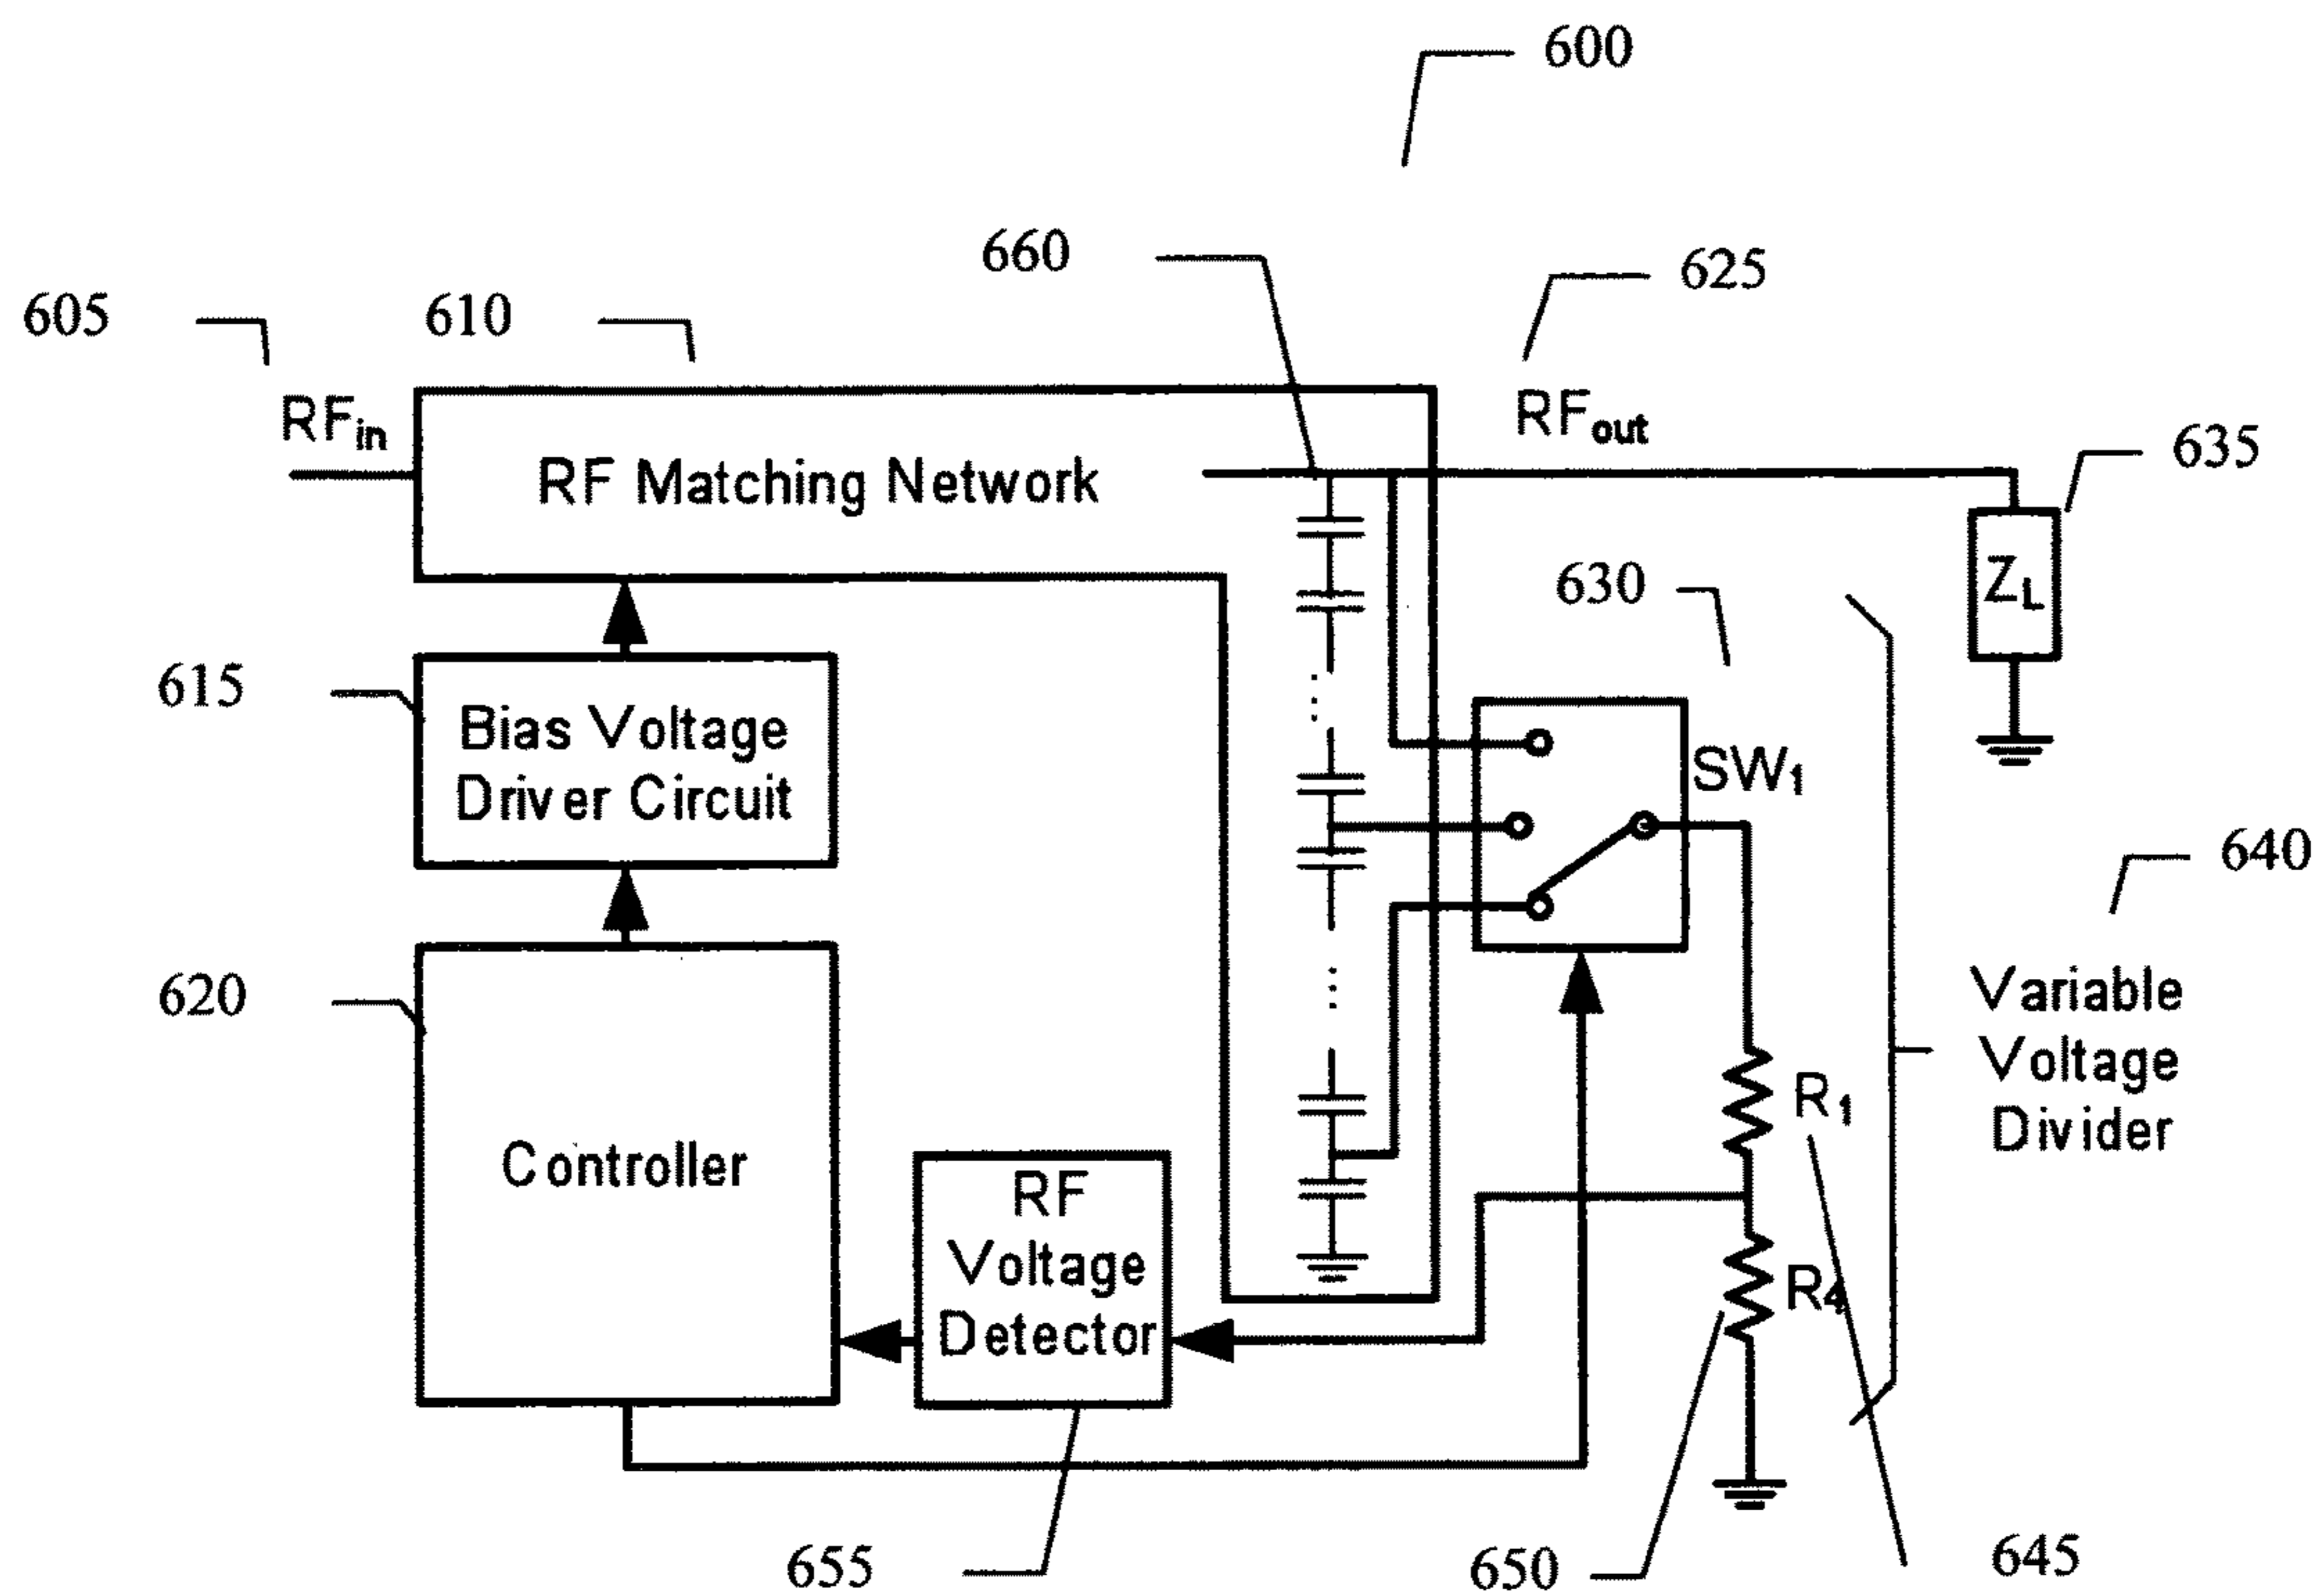 600
660
625
605
610
RFin
RFout
635
RF Matching Network
ZL
630
615
Bias Voltage
Driver Circuit
SW1
640
620
Variable
Voltage
Divider
R1
Controller
RF
Voltage
Detector
R4
655
650
645